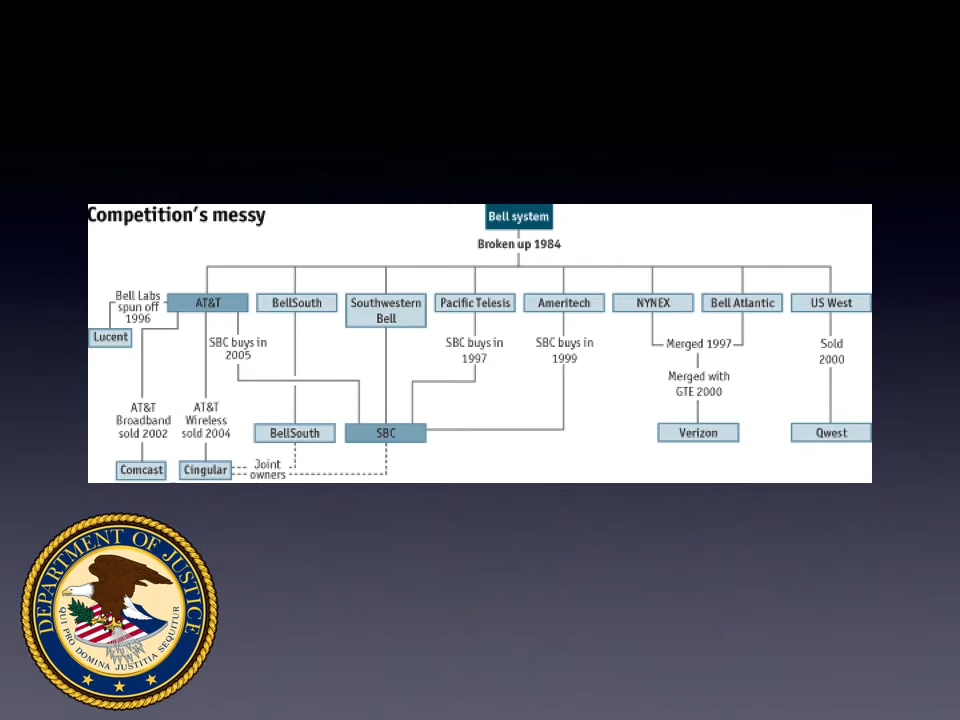 Competition's messy
Bell system
Broken up 1984
Bell Labs
spun off
1996
AT&T
BellSouth
Southwestern
Bell
Pacific Telesis
Ameritech
NYNEX
Bell Atlantic
US West
Lucent
SBC buys in
2005
SBC buys in
1997
SBC buys in
1999
Merged 1997
Sold
2000
Merged with
GTE 2000
AT&T
Broadband
sold 2002
AT&T
Wireless
sold 2004
BellSouth
SBC
Verizon
Qwest
Comcast
Cingular
Joint
owners
DEPARTMENT OF JUSTICE
QUI PRO DOMINA JUSTITIA SEQUITUR